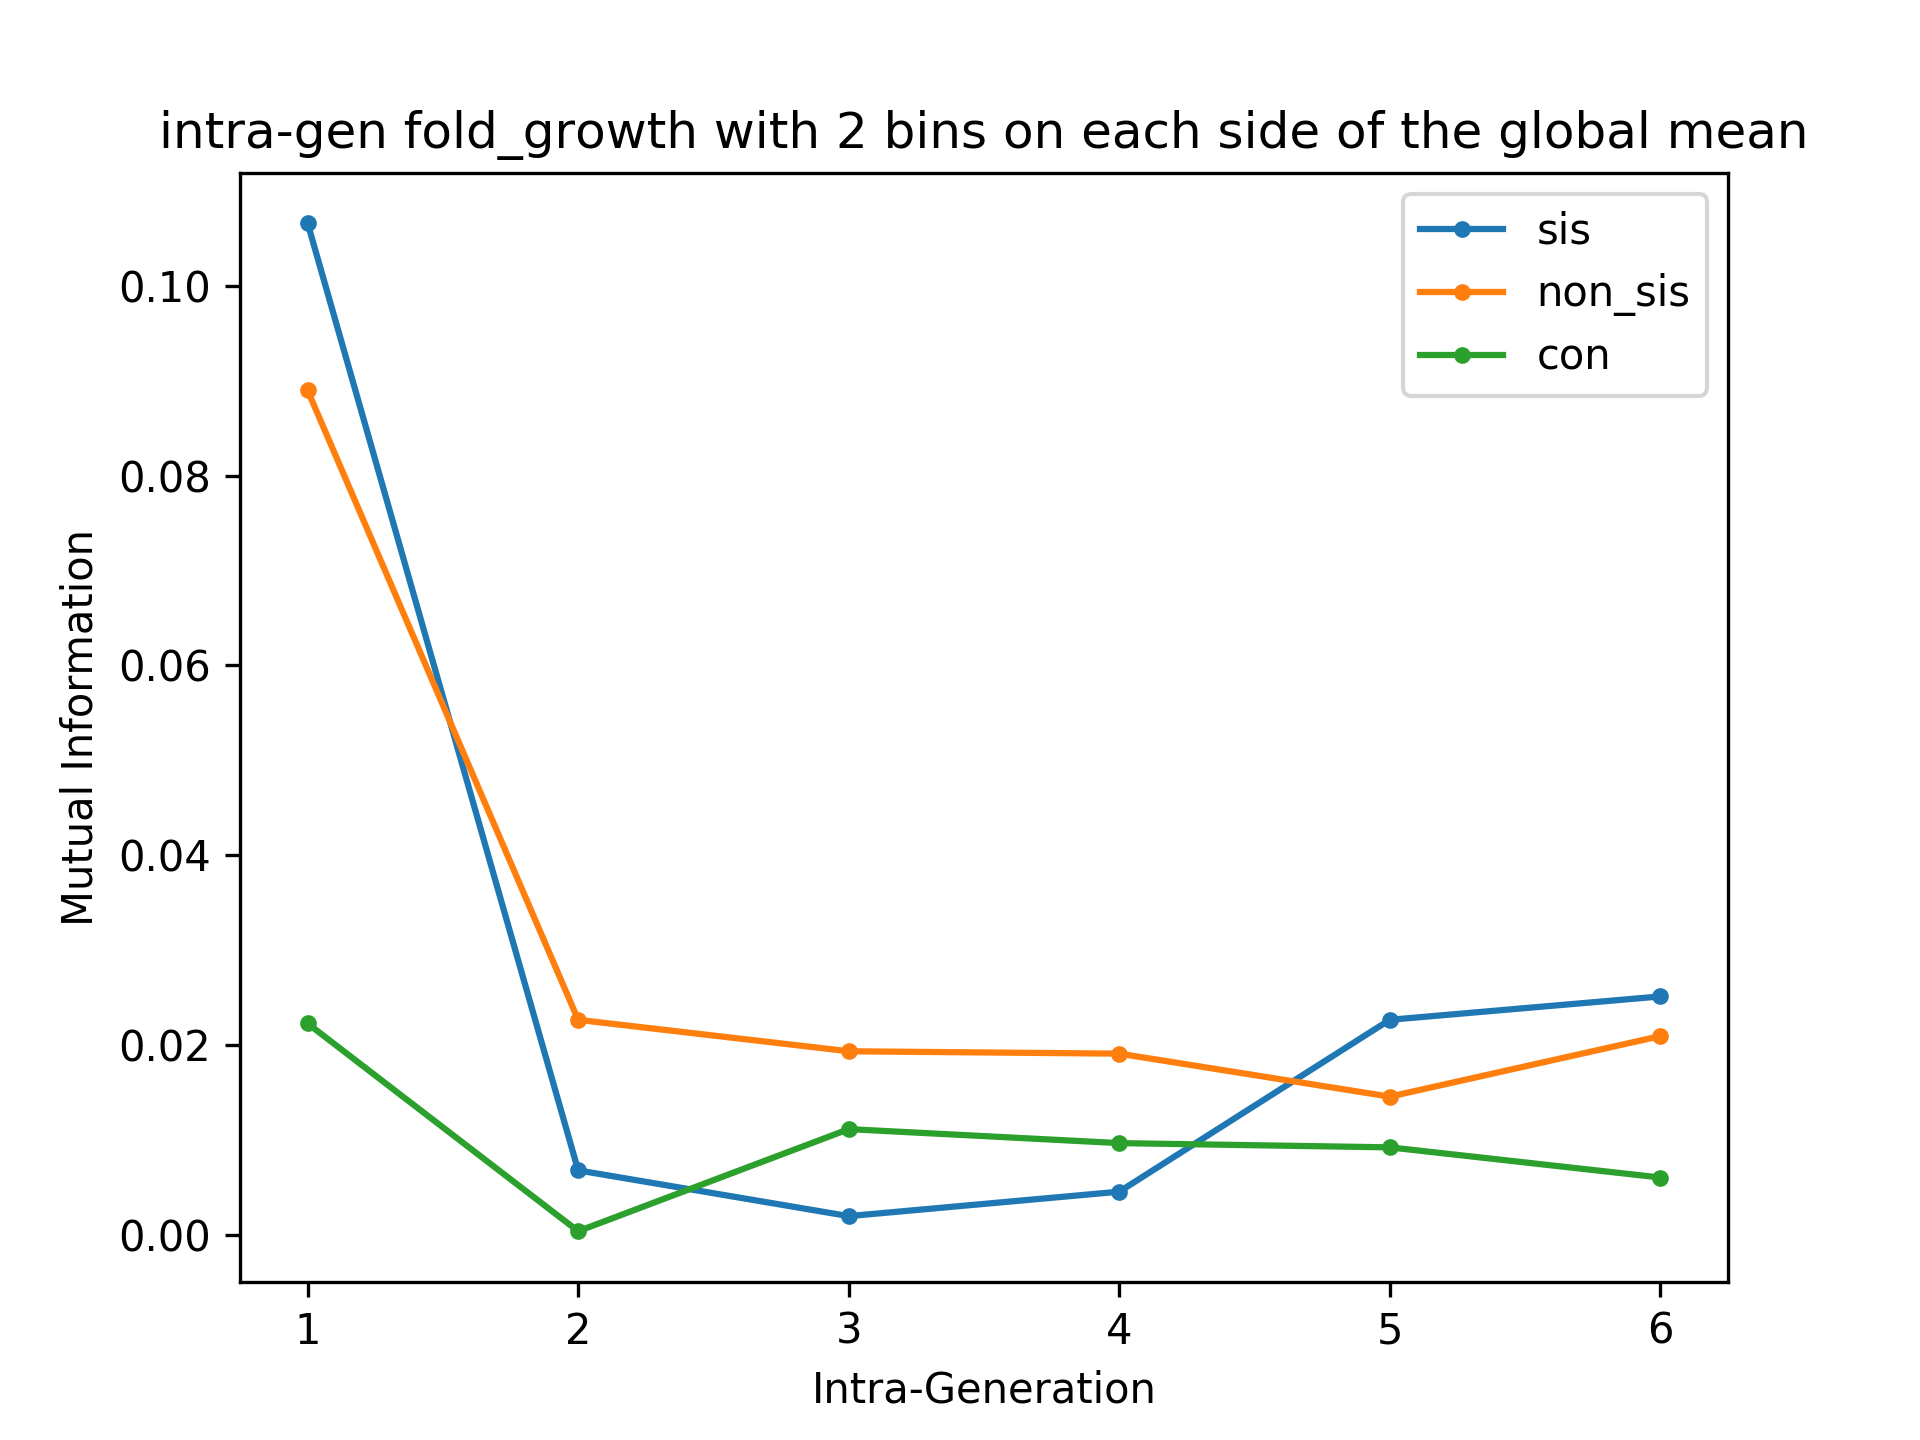 intra-gen fold_growth with 2 bins on each side of the global mean
sis
non_sis
con
0.10
0.08
0.06
0.04
0.02
0.00
Mutual Information
1 2 3 4 5 6
Intra-Generation